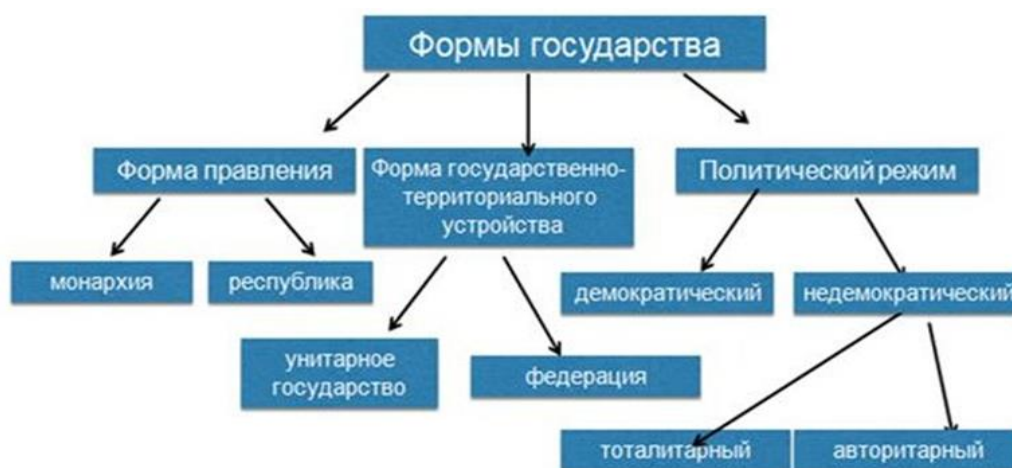 Формы государства
Форма правления
Форма государственно-
территориального
устройства
Политический режим
монархия
республика
демократический
недемократический
унитарное
государство
федерация
тоталитарный
авторитарный